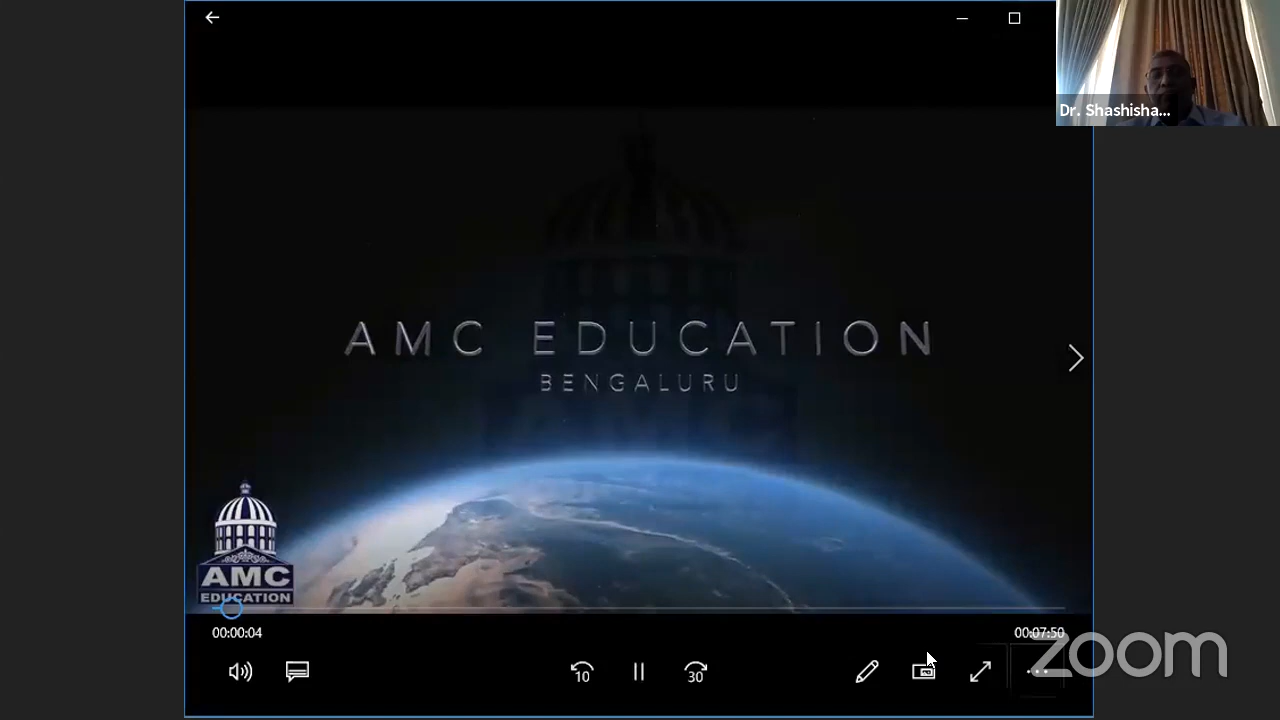 Dr. Shashisha...
AMC EDUCATION
BENGALURU
AMC
EDUCATION
00:00:04
00:07:50
10
30
zoom